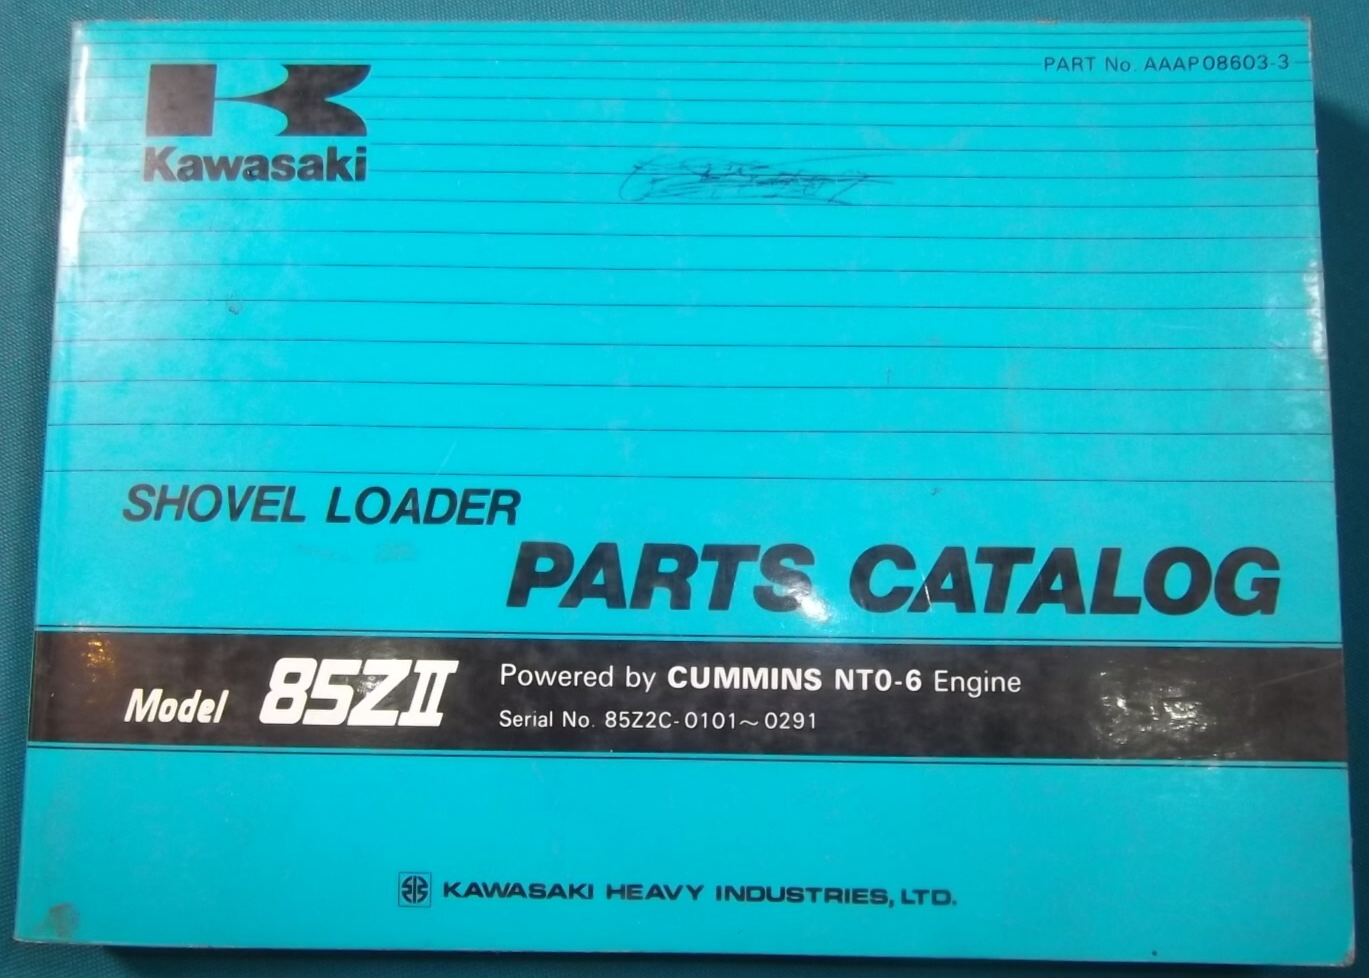 PART No. AAAP08603-3
Kawasaki
SHOVEL LOADER
PARTS CATALOG
Model 85ZII
Powered by CUMMINS NTO-6 Engine
Serial No. 85Z2C-0101~0291
KAWASAKI HEAVY INDUSTRIES, LTD.